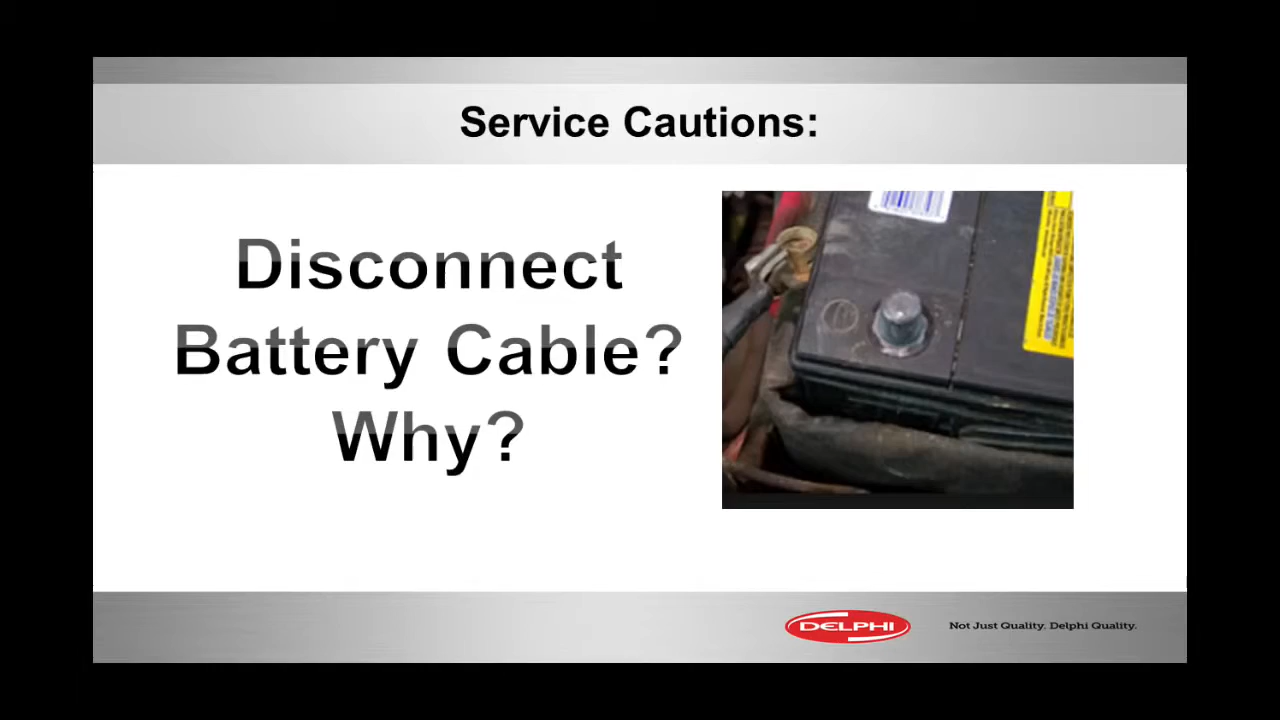 Service Cautions:
Disconnect
Battery Cable?
Why?
DELPHI
Not Just Quality. Delphi Quality.